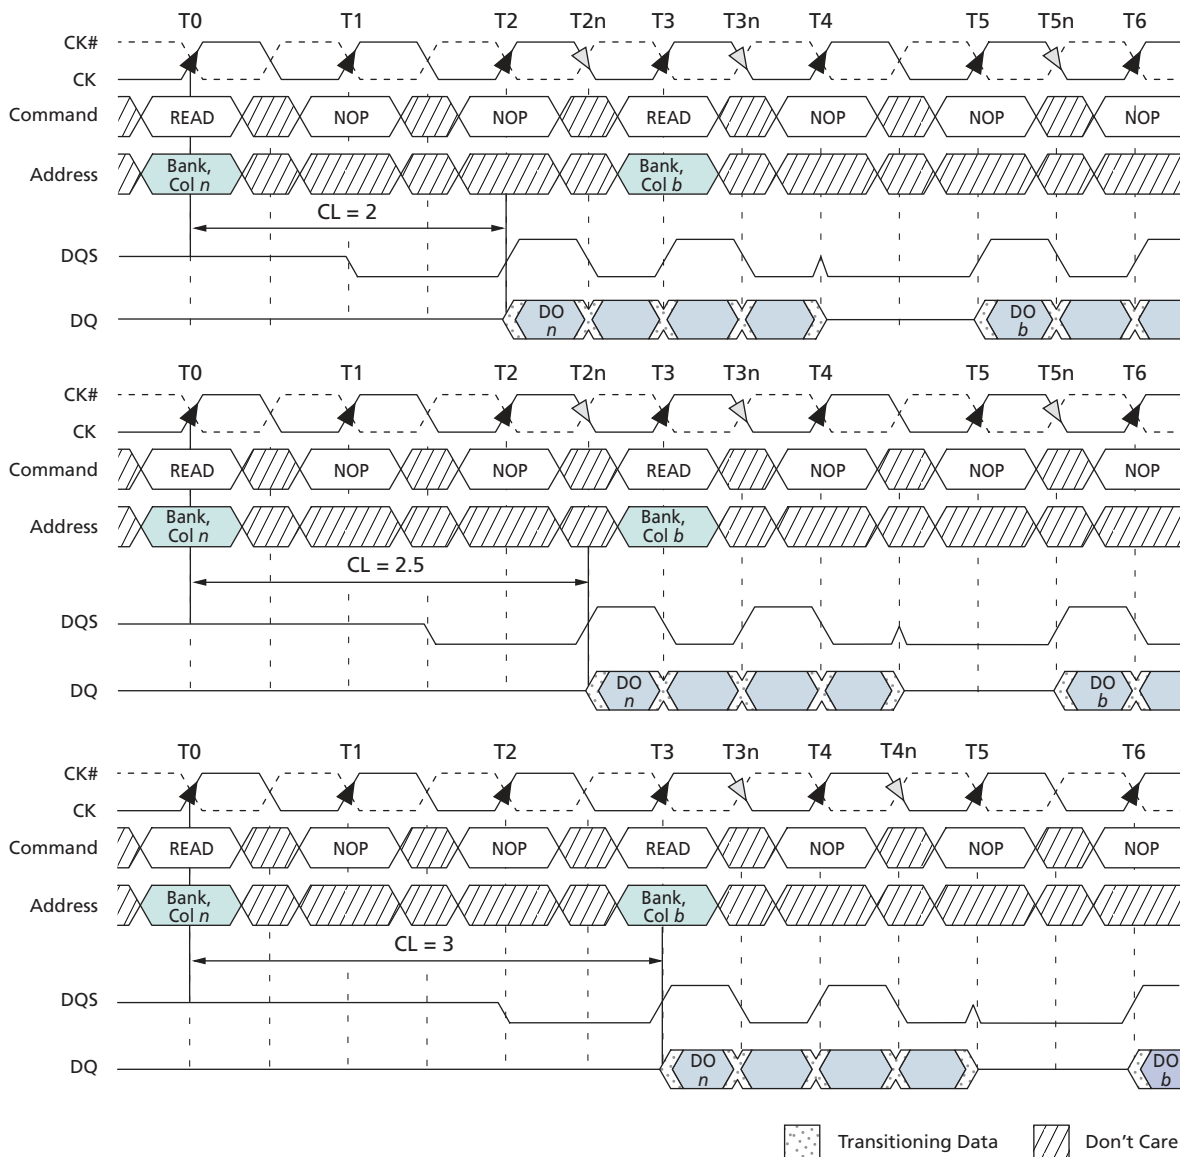 T0 T1 T2 T2n T3 T3n T4 T5 T5n T6
CK#
CK
Command READ NOP NOP READ NOP NOP NOP
Address Bank, Col n Bank, Col b
CL = 2
DQS
DQ DO n DO b
T0 T1 T2 T2n T3 T3n T4 T5 T5n T6
CK#
CK
Command READ NOP NOP READ NOP NOP NOP
Address Bank, Col n Bank, Col b
CL = 2.5
DQS
DQ DO n DO b
T0 T1 T2 T3 T3n T4 T4n T5 T6
CK#
CK
Command READ NOP NOP READ NOP NOP NOP
Address Bank, Col n Bank, Col b
CL = 3
DQS
DQ DO n DO b
Transitioning Data Don't Care